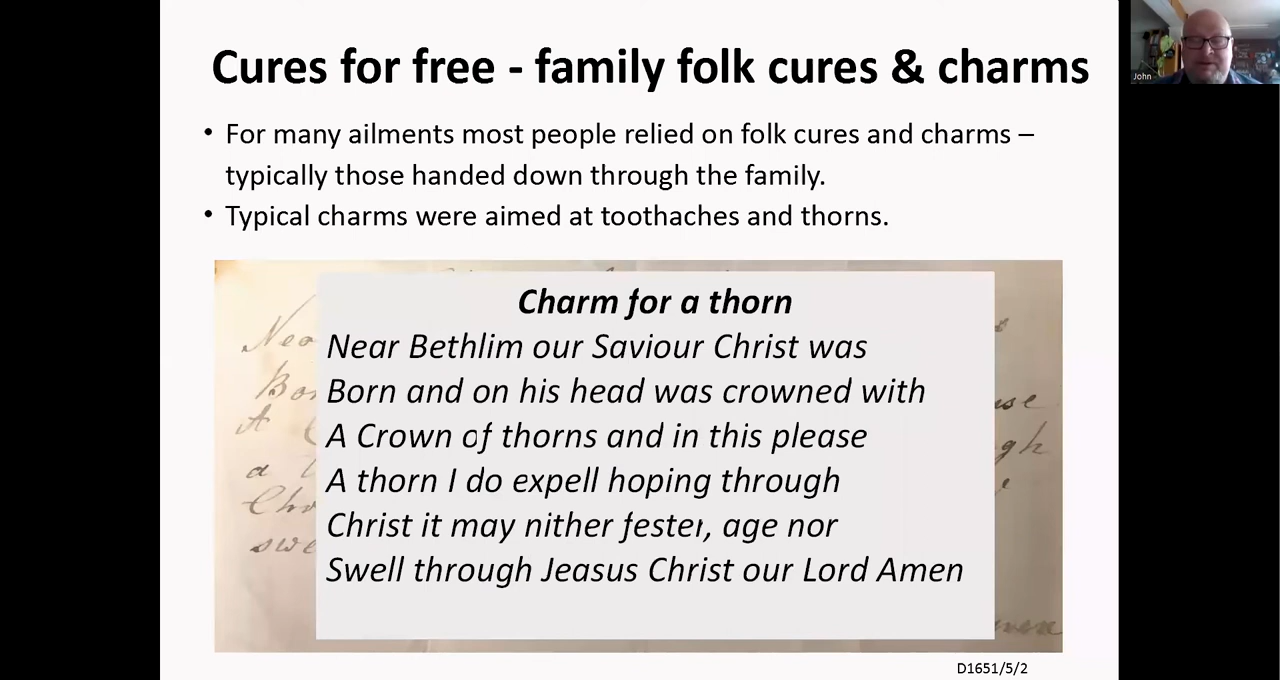 Cures for free - family folk cures & charms
• For many ailments most people relied on folk cures and charms –
typically those handed down through the family.
• Typical charms were aimed at toothaches and thorns.
Charm for a thorn
Near Bethlim our Saviour Christ was
Born and on his head was crowned with
A Crown of thorns and in this please
A thorn I do expell hoping through
Christ it may nither fester, age nor
Swell through Jeasus Christ our Lord Amen
D1651/5/2
John